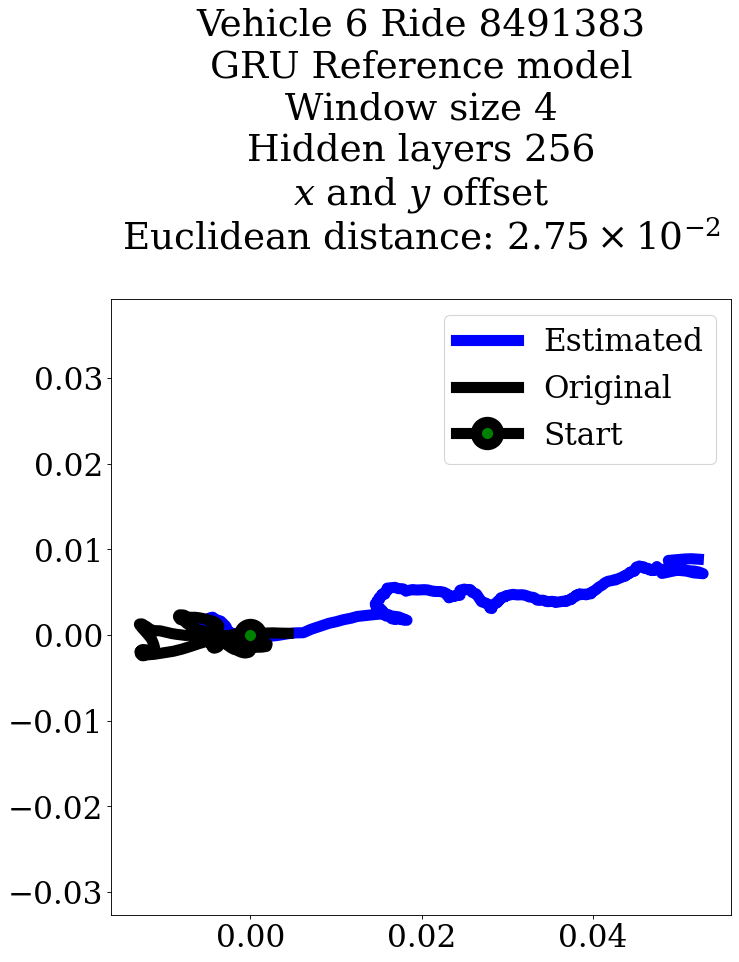 Vehicle 6 Ride 8491383
GRU Reference model
Window size 4
Hidden layers 256
x and y offset
Euclidean distance: 2.75 × 10⁻²
Estimated
Original
Start
0.03
0.02
0.01
0.00
−0.01
−0.02
−0.03
0.00 0.02 0.04